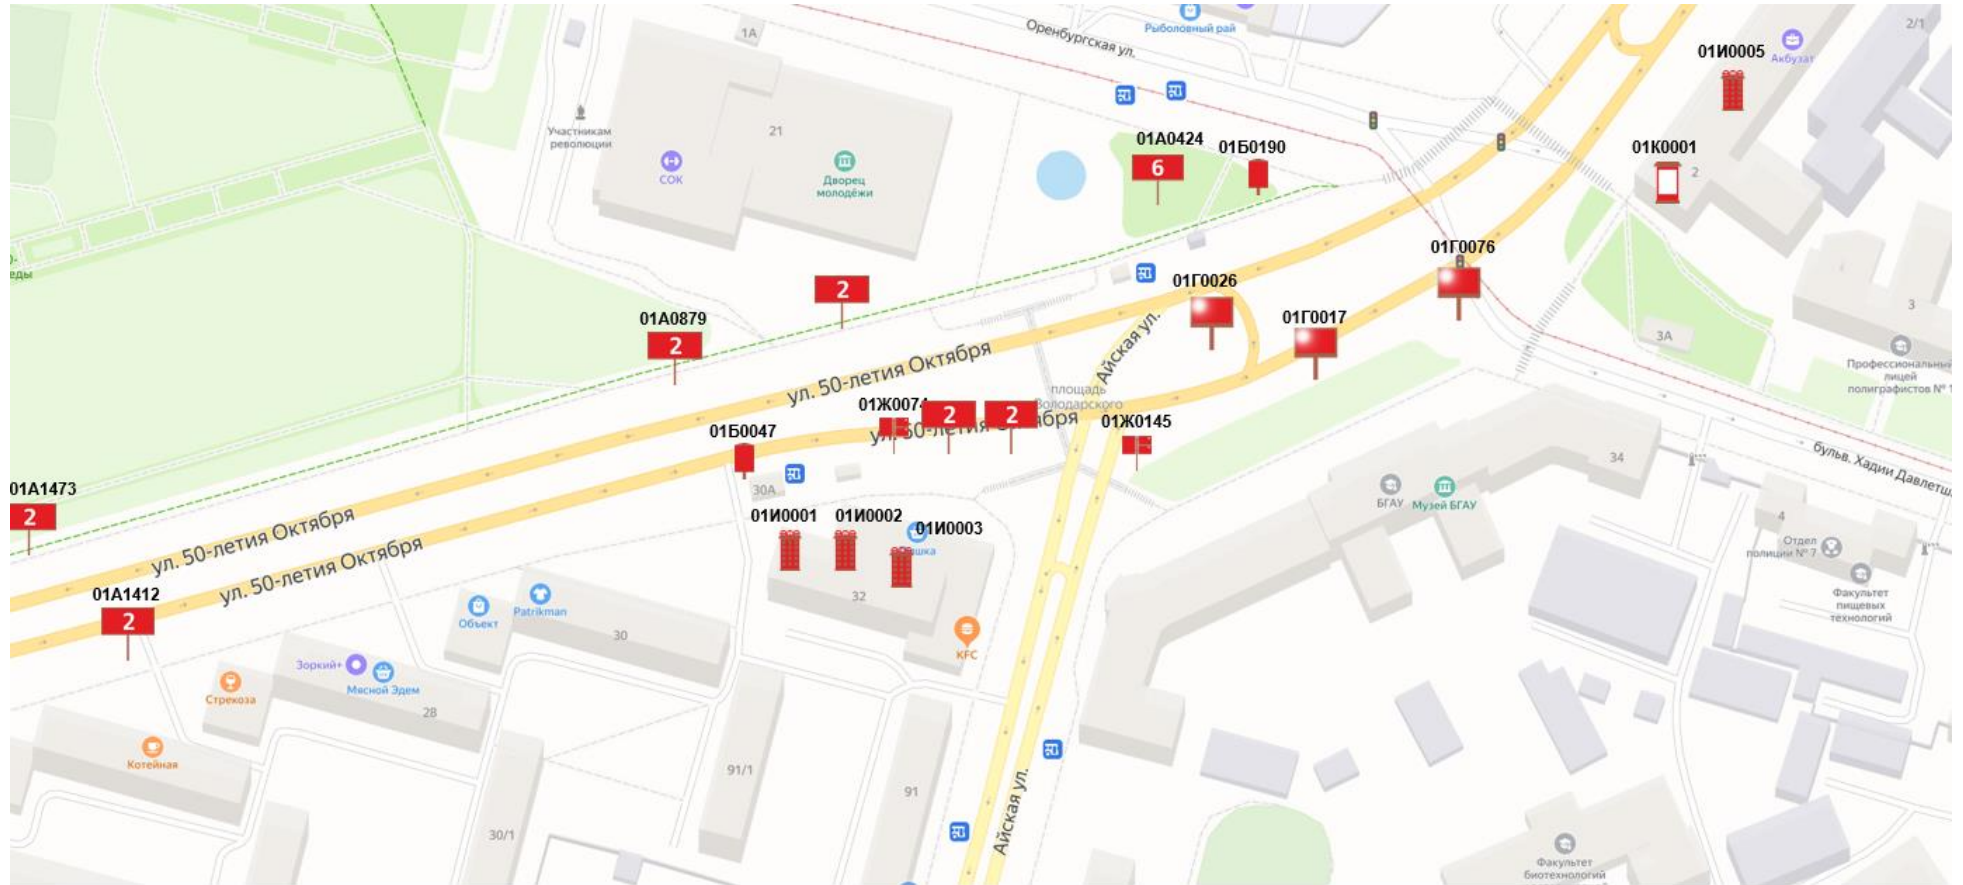 Рыболовный рай
Оренбургская ул.
1А
2/1
01И0005
Акбузат
Участникам
революции
21
СОК
Дворец
молодёжи
01А0424
6
01Б0190
01К0001
2
01Г0076
01Г0026
01Г0017
3
3А
Профессиональный
лицей
полиграфистов № 1
еды
2
01А0879
2
ул. 50-летия Октября
Айская ул.
площадь
Володарского
01Ж0074
2
2
01Ж0145
01Б0047
30А
бульв. Хадии Давлетш
34
БГАУ
Музей БГАУ
01А1473
2
ул. 50-летия Октября
ул. 50-летия Октября
01И0001
01И0002
01И0003
32
4
Отдел
полиции № 7
Факультет
пищевых
технологий
01А1412
2
Объект
Patrikman
30
KFC
Зоркий+
Мясной Эдем
Стрекоза
28
Котейная
91/1
91
30/1
Айская ул.
Факультет
биотехнологий